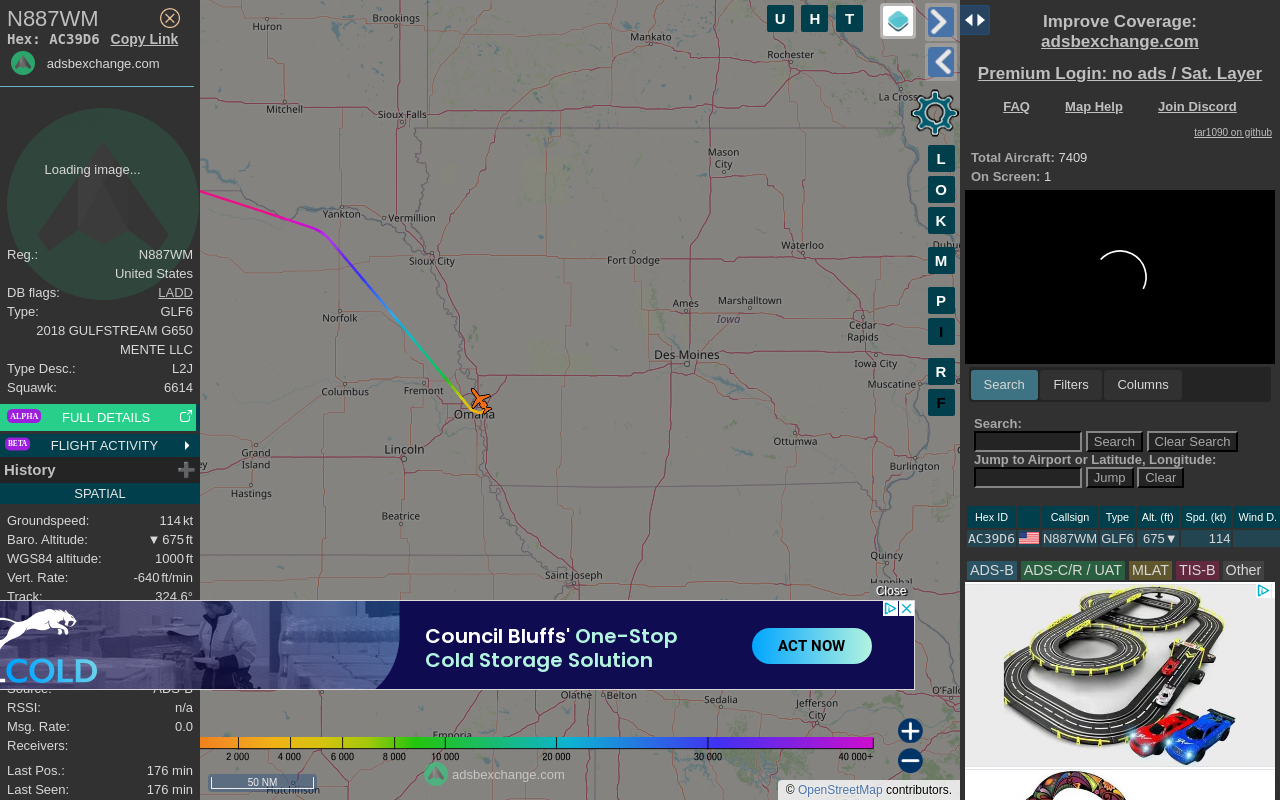 N887WM
Hex: AC39D6 Copy Link
adsbexchange.com
Loading image...
Reg.: N887WM
United States
DB flags: LADD
Type: GLF6
2018 GULFSTREAM G650
MENTE LLC
Type Desc.: L2J
Squawk: 6614
ALPHA FULL DETAILS
BETA FLIGHT ACTIVITY
History
SPATIAL
Groundspeed: 114 kt
Baro. Altitude: ▼ 675 ft
WGS84 altitude: 1000 ft
Vert. Rate: -640 ft/min
Track: 324.6°
Source: ADS-B
RSSI: n/a
Msg. Rate: 0.0
Receivers:
Last Pos.: 176 min
Last Seen: 176 min
Huron
Brookings
Mankato
Rochester
La Crosse
Mitchell
Sioux Falls
Mason
City
Yankton
Vermillion
Sioux City
Fort Dodge
Waterloo
Dubu
Ames
Marshalltown
Iowa
Norfolk
Cedar
Rapids
Des Moines
Iowa City
Columbus
Fremont
Muscatine
Omaha
Ottumwa
Grand
Island
Lincoln
Burlington
Hastings
Beatrice
Quincy
Saint Joseph
Hannibal
Olathe
Belton
Sedalia
Jefferson
City
O'Fallo
Emporia
Hutchinson
U H T
L
O
K
M
P
I
R
F
Close
COLD
Council Bluffs' One-Stop
Cold Storage Solution
ACT NOW
2 000 4 000 6 000 8 000 10 000 20 000 30 000 40 000+
adsbexchange.com
50 NM
© OpenStreetMap contributors.
Improve Coverage:
adsbexchange.com
Premium Login: no ads / Sat. Layer
FAQ Map Help Join Discord
tar1090 on github
Total Aircraft: 7409
On Screen: 1
Search Filters Columns
Search:
Search Clear Search
Jump to Airport or Latitude, Longitude:
Jump Clear
Hex ID Callsign Type Alt. (ft) Spd. (kt) Wind D.
AC39D6 N887WM GLF6 675▼ 114
ADS-B ADS-C/R / UAT MLAT TIS-B Other